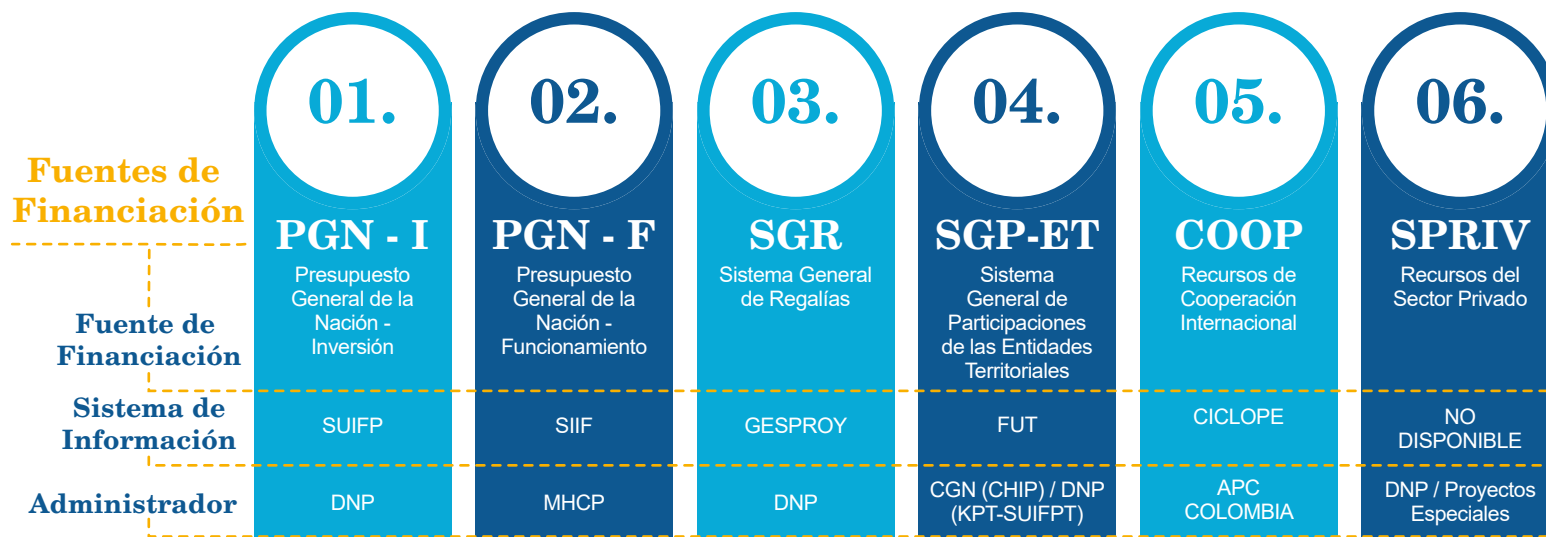 Fuentes de
Financiación
Fuente de
Financiación
Sistema de
Información
Administrador
01.
PGN - I
Presupuesto
General de la
Nación -
Inversión
SUIFP
DNP
02.
PGN - F
Presupuesto
General de la
Nación -
Funcionamiento
SIIF
MHCP
03.
SGR
Sistema General
de Regalías
GESPROY
DNP
04.
SGP-ET
Sistema
General de
Participaciones
de las Entidades
Territoriales
FUT
CGN (CHIP) / DNP
(KPT-SUIFPT)
05.
COOP
Recursos de
Cooperación
Internacional
CICLOPE
APC
COLOMBIA
06.
SPRIV
Recursos del
Sector Privado
NO
DISPONIBLE
DNP / Proyectos
Especiales